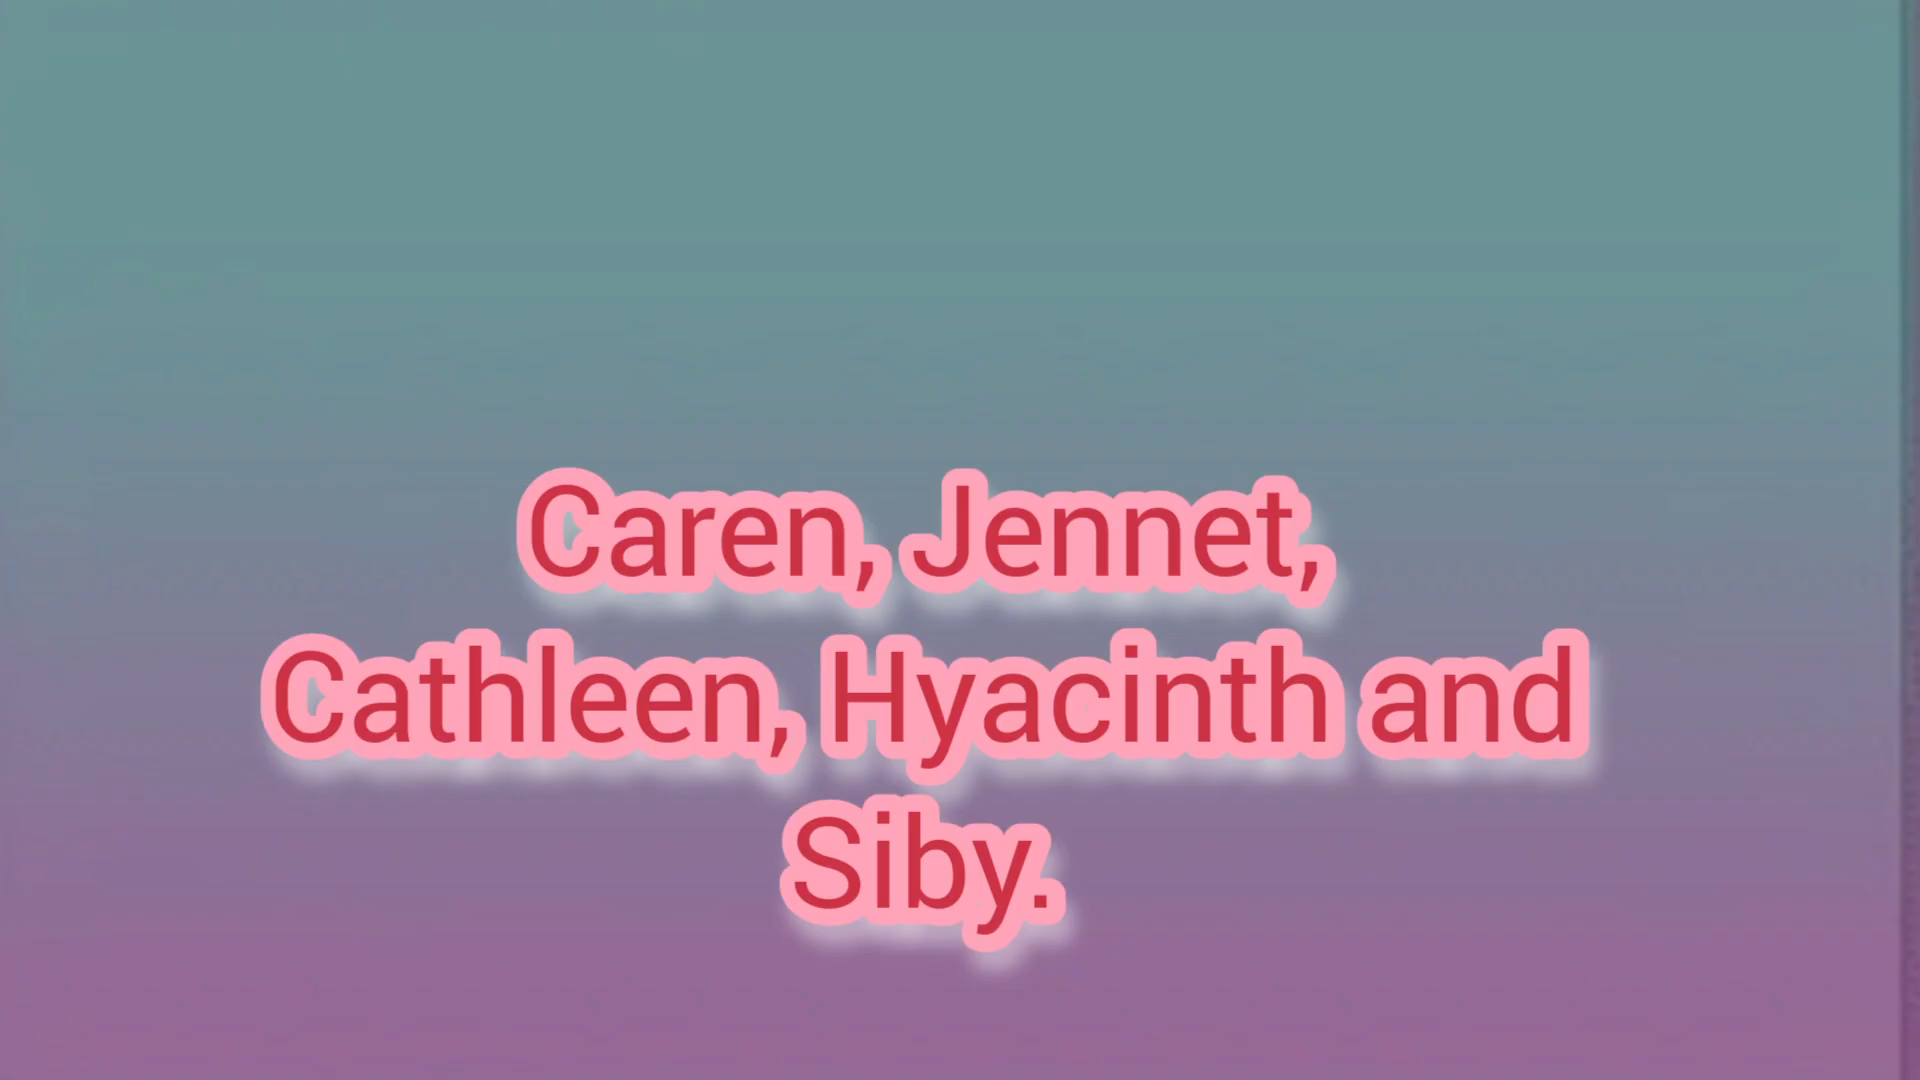 Caren, Jennet,
Cathleen, Hyacinth and
Siby.